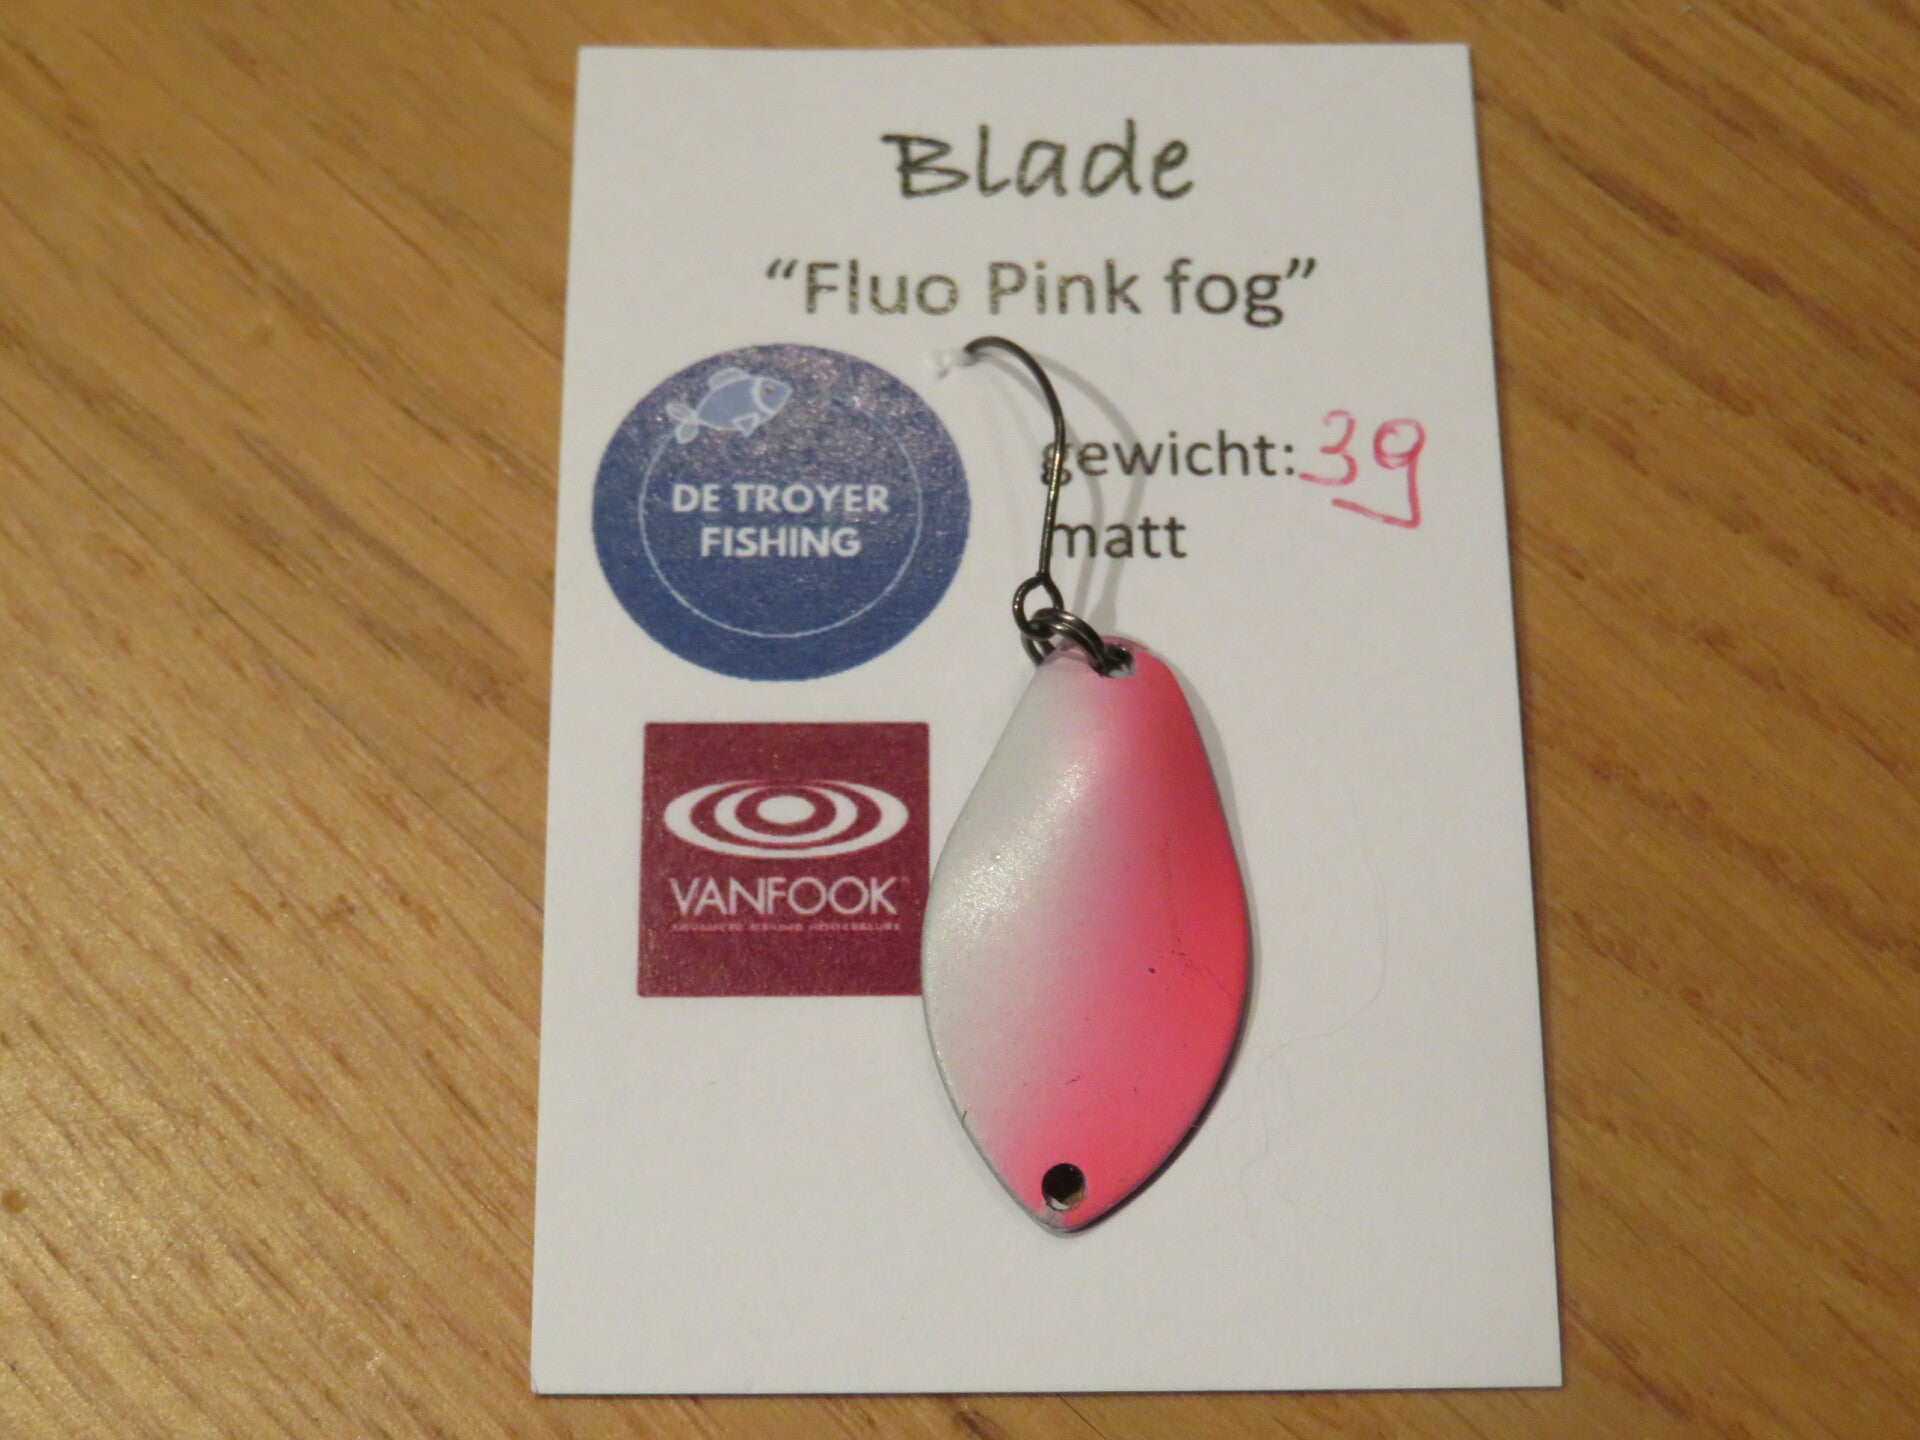 Blade
“Fluo Pink fog”
gewicht: 3g
matt
DE TROYER
FISHING
VANFOOK